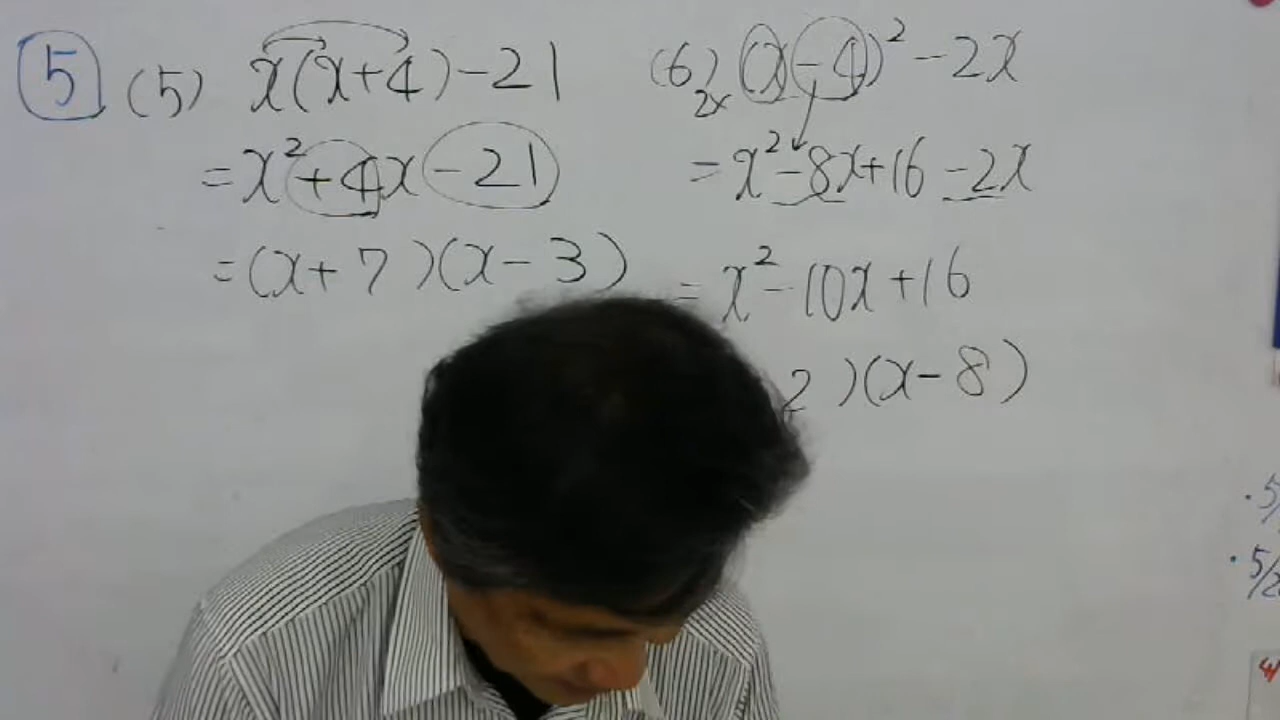 5 (5) x(x+4)-21
=x²+4x-21
=(x+7)(x-3)
(6) (x-4)²-2x
2x
=x²-8x+16-2x
=x²-10x+16
2)(x-8)